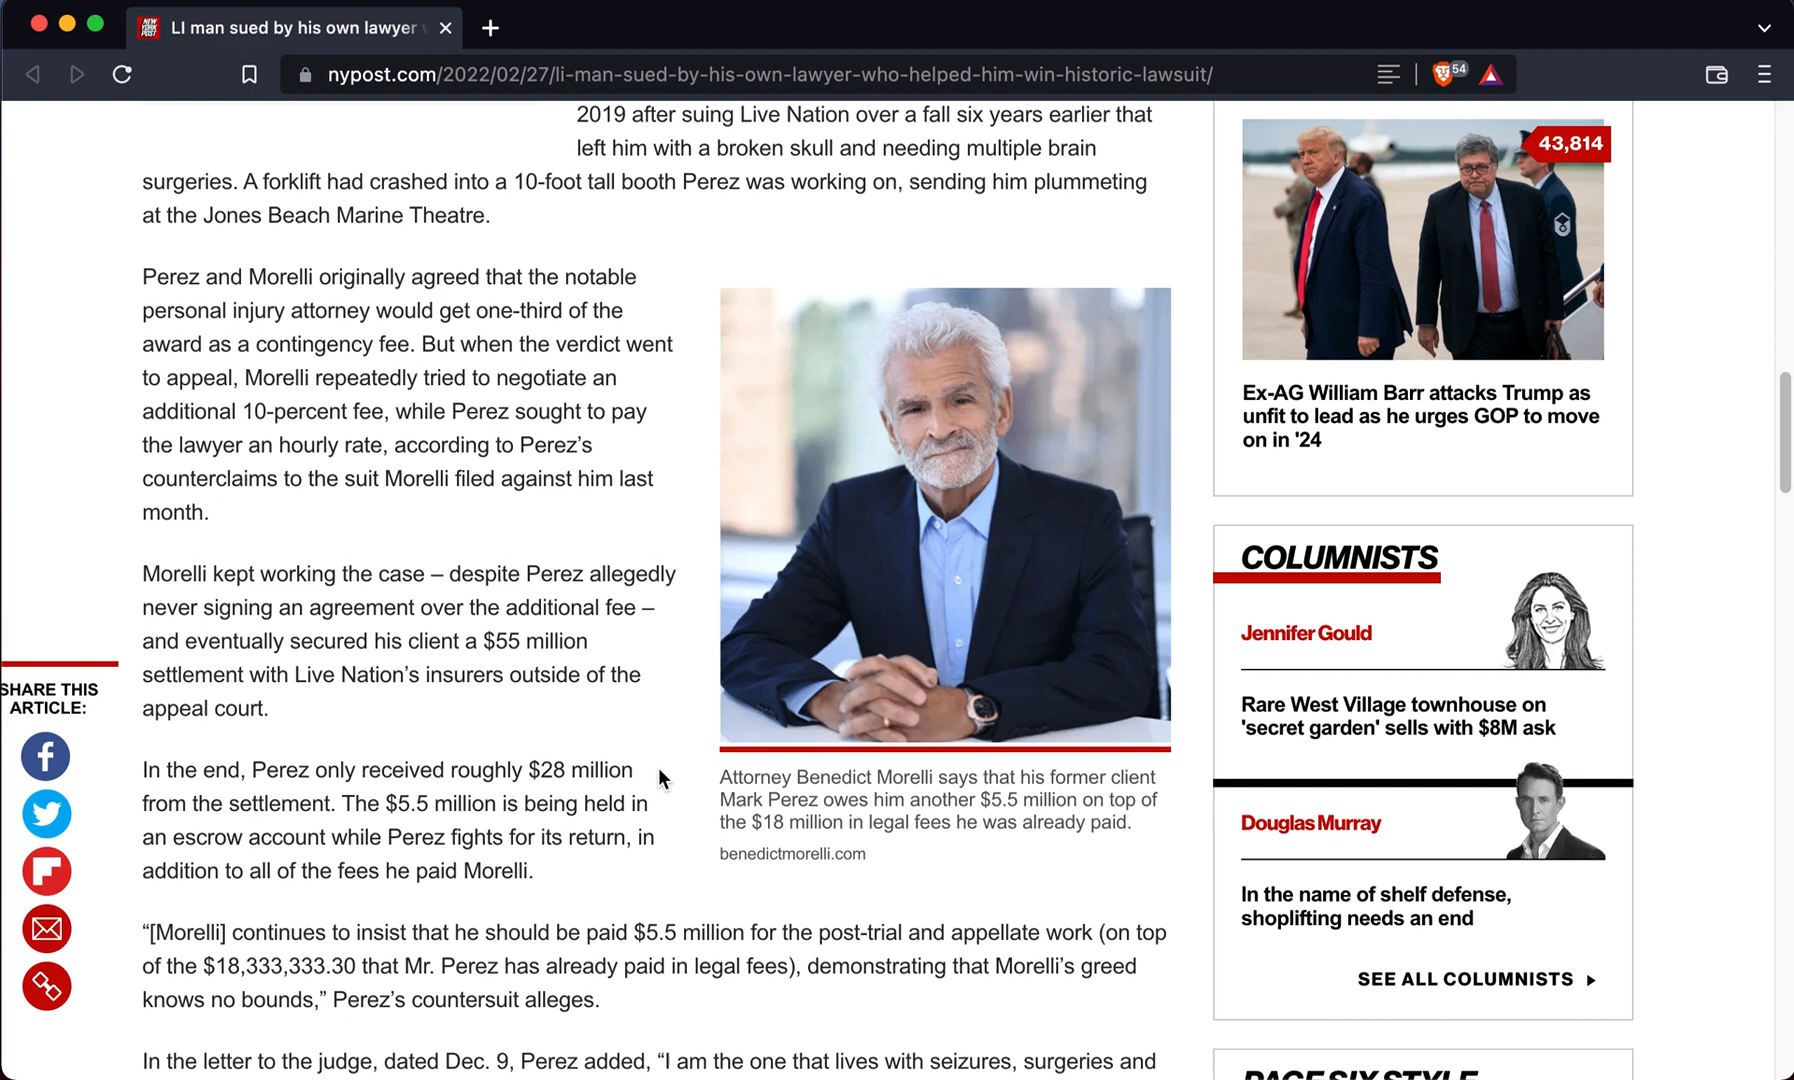 LI man sued by his own lawyer
nypost.com/2022/02/27/li-man-sued-by-his-own-lawyer-who-helped-him-win-historic-lawsuit/
54
2019 after suing Live Nation over a fall six years earlier that
left him with a broken skull and needing multiple brain
surgeries. A forklift had crashed into a 10-foot tall booth Perez was working on, sending him plummeting
at the Jones Beach Marine Theatre.
Perez and Morelli originally agreed that the notable
personal injury attorney would get one-third of the
award as a contingency fee. But when the verdict went
to appeal, Morelli repeatedly tried to negotiate an
additional 10-percent fee, while Perez sought to pay
the lawyer an hourly rate, according to Perez’s
counterclaims to the suit Morelli filed against him last
month.
Morelli kept working the case – despite Perez allegedly
never signing an agreement over the additional fee –
and eventually secured his client a $55 million
settlement with Live Nation’s insurers outside of the
appeal court.
In the end, Perez only received roughly $28 million
from the settlement. The $5.5 million is being held in
an escrow account while Perez fights for its return, in
addition to all of the fees he paid Morelli.
“[Morelli] continues to insist that he should be paid $5.5 million for the post-trial and appellate work (on top
of the $18,333,333.30 that Mr. Perez has already paid in legal fees), demonstrating that Morelli’s greed
knows no bounds,” Perez’s countersuit alleges.
In the letter to the judge, dated Dec. 9, Perez added, “I am the one that lives with seizures, surgeries and
Attorney Benedict Morelli says that his former client
Mark Perez owes him another $5.5 million on top of
the $18 million in legal fees he was already paid.
benedictmorelli.com
SHARE THIS
ARTICLE:
43,814
Ex-AG William Barr attacks Trump as
unfit to lead as he urges GOP to move
on in '24
COLUMNISTS
Jennifer Gould
Rare West Village townhouse on
'secret garden' sells with $8M ask
Douglas Murray
In the name of shelf defense,
shoplifting needs an end
SEE ALL COLUMNISTS
PAGE SIX STYLE